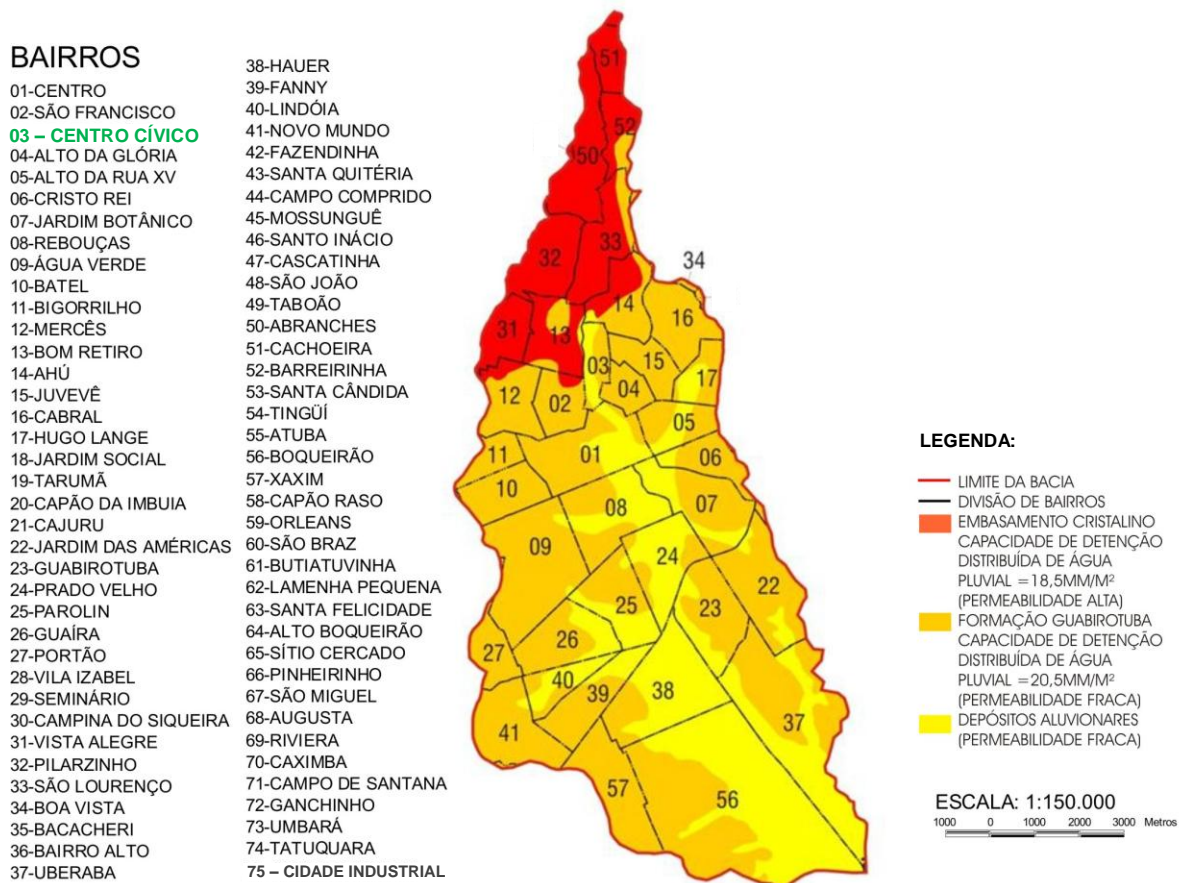 BAIRROS
01-CENTRO
02-SÃO FRANCISCO
03 – CENTRO CÍVICO
04-ALTO DA GLÓRIA
05-ALTO DA RUA XV
06-CRISTO REI
07-JARDIM BOTÂNICO
08-REBOUÇAS
09-ÁGUA VERDE
10-BATEL
11-BIGORRILHO
12-MERCÊS
13-BOM RETIRO
14-AHÚ
15-JUVEVÊ
16-CABRAL
17-HUGO LANGE
18-JARDIM SOCIAL
19-TARUMÃ
20-CAPÃO DA IMBUIA
21-CAJURU
22-JARDIM DAS AMÉRICAS
23-GUABIROTUBA
24-PRADO VELHO
25-PAROLIN
26-GUAÍRA
27-PORTÃO
28-VILA IZABEL
29-SEMINÁRIO
30-CAMPINA DO SIQUEIRA
31-VISTA ALEGRE
32-PILARZINHO
33-SÃO LOURENÇO
34-BOA VISTA
35-BACACHERI
36-BAIRRO ALTO
37-UBERABA
38-HAUER
39-FANNY
40-LINDÓIA
41-NOVO MUNDO
42-FAZENDINHA
43-SANTA QUITÉRIA
44-CAMPO COMPRIDO
45-MOSSUNGUÊ
46-SANTO INÁCIO
47-CASCATINHA
48-SÃO JOÃO
49-TABOÃO
50-ABRANCHES
51-CACHOEIRA
52-BARREIRINHA
53-SANTA CÂNDIDA
54-TINGÜÍ
55-ATUBA
56-BOQUEIRÃO
57-XAXIM
58-CAPÃO RASO
59-ORLEANS
60-SÃO BRAZ
61-BUTIATUVINHA
62-LAMENHA PEQUENA
63-SANTA FELICIDADE
64-ALTO BOQUEIRÃO
65-SÍTIO CERCADO
66-PINHEIRINHO
67-SÃO MIGUEL
68-AUGUSTA
69-RIVIERA
70-CAXIMBA
71-CAMPO DE SANTANA
72-GANCHINHO
73-UMBARÁ
74-TATUQUARA
75 – CIDADE INDUSTRIAL
51
52
50
33
32
34
14
16
31
13
03
15
17
12
02
04
05
11
01
06
10
08
07
09
24
22
25
23
26
27
40
39
38
41
37
57
56
LEGENDA:
LIMITE DA BACIA
DIVISÃO DE BAIRROS
EMBASAMENTO CRISTALINO
CAPACIDADE DE DETENÇÃO
DISTRIBUÍDA DE ÁGUA
PLUVIAL =18,5MM/M²
(PERMEABILIDADE ALTA)
FORMAÇÃO GUABIROTUBA
CAPACIDADE DE DETENÇÃO
DISTRIBUÍDA DE ÁGUA
PLUVIAL =20,5MM/M²
(PERMEABILIDADE FRACA)
DEPÓSITOS ALUVIONARES
(PERMEABILIDADE FRACA)
ESCALA: 1:150.000
1000 0 1000 2000 3000 Metros